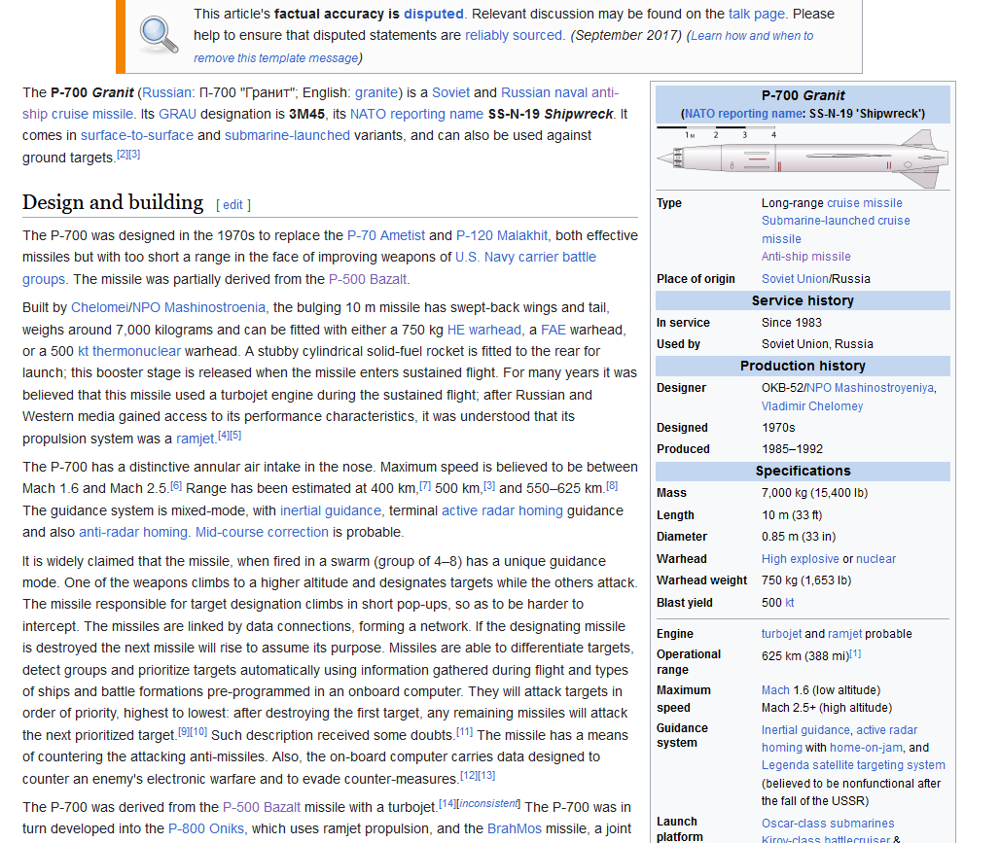 This article's factual accuracy is disputed. Relevant discussion may be found on the talk page. Please
help to ensure that disputed statements are reliably sourced. (September 2017) (Learn how and when to
remove this template message)
The P-700 Granit (Russian: П-700 "Гранит"; English: granite) is a Soviet and Russian naval anti-
ship cruise missile. Its GRAU designation is 3M45, its NATO reporting name SS-N-19 Shipwreck. It
comes in surface-to-surface and submarine-launched variants, and can also be used against
ground targets.[2][3]
Design and building [ edit ]
The P-700 was designed in the 1970s to replace the P-70 Ametist and P-120 Malakhit, both effective
missiles but with too short a range in the face of improving weapons of U.S. Navy carrier battle
groups. The missile was partially derived from the P-500 Bazalt.
Built by Chelomei/NPO Mashinostroenia, the bulging 10 m missile has swept-back wings and tail,
weighs around 7,000 kilograms and can be fitted with either a 750 kg HE warhead, a FAE warhead,
or a 500 kt thermonuclear warhead. A stubby cylindrical solid-fuel rocket is fitted to the rear for
launch; this booster stage is released when the missile enters sustained flight. For many years it was
believed that this missile used a turbojet engine during the sustained flight; after Russian and
Western media gained access to its performance characteristics, it was understood that its
propulsion system was a ramjet.[4][5]
The P-700 has a distinctive annular air intake in the nose. Maximum speed is believed to be between
Mach 1.6 and Mach 2.5.[6] Range has been estimated at 400 km,[7] 500 km,[3] and 550–625 km.[8]
The guidance system is mixed-mode, with inertial guidance, terminal active radar homing guidance
and also anti-radar homing. Mid-course correction is probable.
It is widely claimed that the missile, when fired in a swarm (group of 4–8) has a unique guidance
mode. One of the weapons climbs to a higher altitude and designates targets while the others attack.
The missile responsible for target designation climbs in short pop-ups, so as to be harder to
intercept. The missiles are linked by data connections, forming a network. If the designating missile
is destroyed the next missile will rise to assume its purpose. Missiles are able to differentiate targets,
detect groups and prioritize targets automatically using information gathered during flight and types
of ships and battle formations pre-programmed in an onboard computer. They will attack targets in
order of priority, highest to lowest: after destroying the first target, any remaining missiles will attack
the next prioritized target.[9][10] Such description received some doubts.[11] The missile has a means
of countering the attacking anti-missiles. Also, the on-board computer carries data designed to
counter an enemy's electronic warfare and to evade counter-measures.[12][13]
The P-700 was derived from the P-500 Bazalt missile with a turbojet.[14][inconsistent] The P-700 was in
turn developed into the P-800 Oniks, which uses ramjet propulsion, and the BrahMos missile, a joint
P-700 Granit
(NATO reporting name: SS-N-19 'Shipwreck')
1м 2 3 4
Type Long-range cruise missile
Submarine-launched cruise
missile
Anti-ship missile
Place of origin Soviet Union/Russia
Service history
In service Since 1983
Used by Soviet Union, Russia
Production history
Designer OKB-52/NPO Mashinostroyeniya,
Vladimir Chelomey
Designed 1970s
Produced 1985–1992
Specifications
Mass 7,000 kg (15,400 lb)
Length 10 m (33 ft)
Diameter 0.85 m (33 in)
Warhead High explosive or nuclear
Warhead weight 750 kg (1,653 lb)
Blast yield 500 kt
Engine turbojet and ramjet probable
Operational 625 km (388 mi)[1]
range
Maximum Mach 1.6 (low altitude)
speed Mach 2.5+ (high altitude)
Guidance Inertial guidance, active radar
system homing with home-on-jam, and
Legenda satellite targeting system
(believed to be nonfunctional after
the fall of the USSR)
Launch Oscar-class submarines
platform Kirov-class battlecruiser &